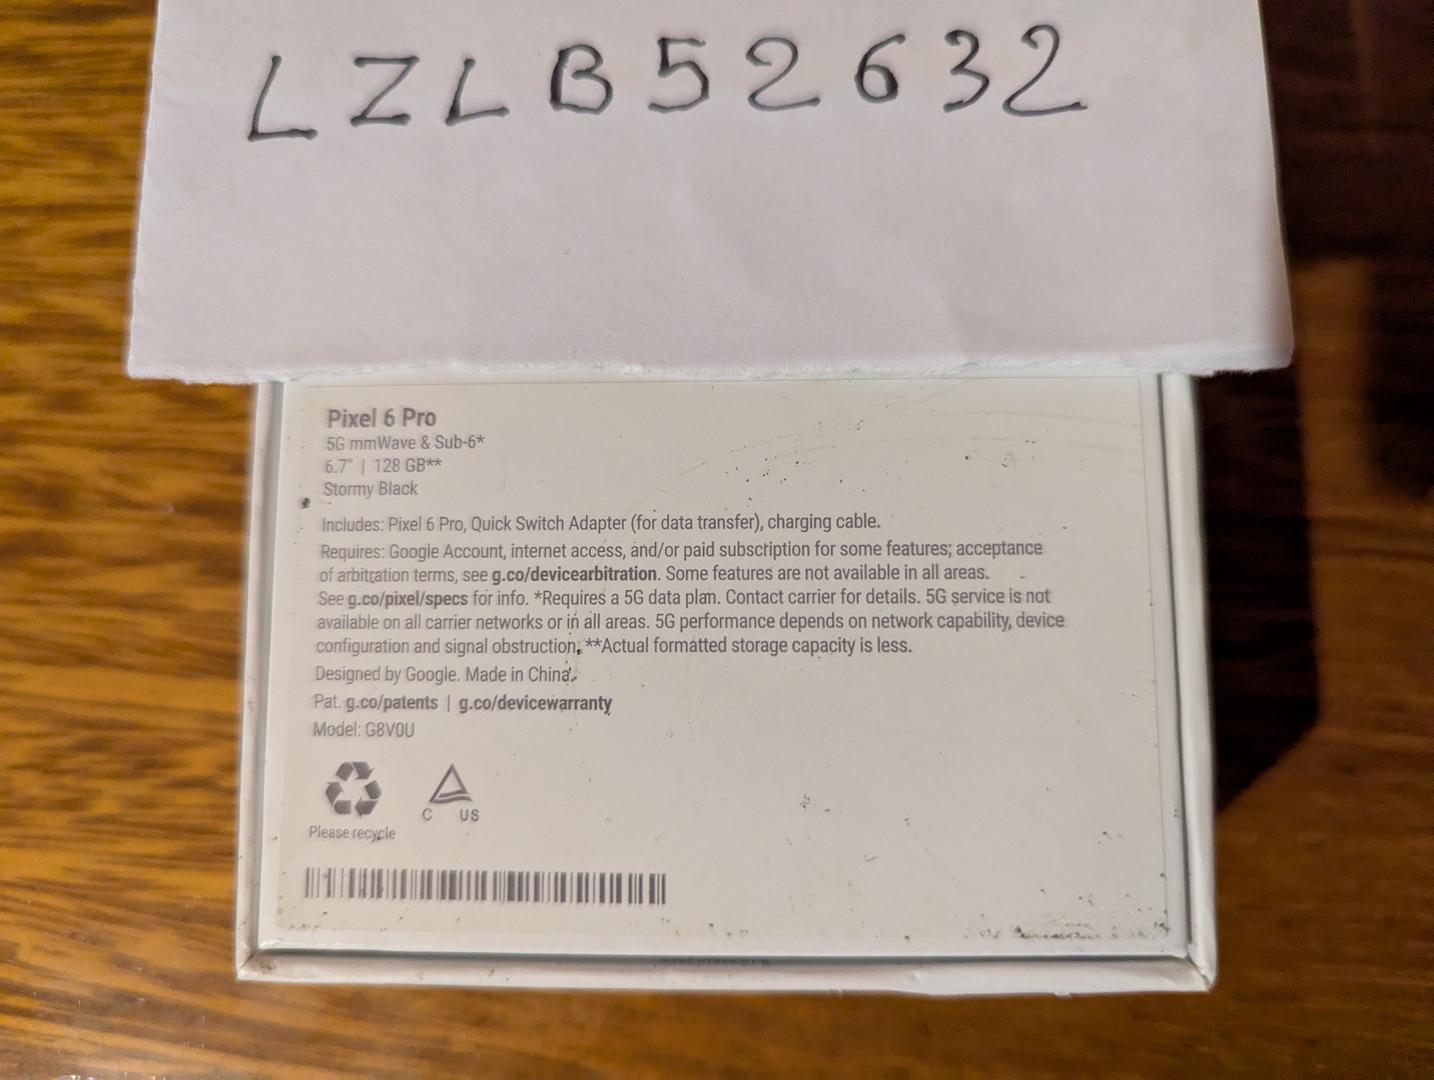 LZLB52632
Pixel 6 Pro
5G mmWave & Sub-6*
6.7" | 128 GB**
Stormy Black
Includes: Pixel 6 Pro, Quick Switch Adapter (for data transfer), charging cable.
Requires: Google Account, internet access, and/or paid subscription for some features; acceptance
of arbitration terms, see g.co/devicearbitration. Some features are not available in all areas.
See g.co/pixel/specs for info. *Requires a 5G data plan. Contact carrier for details. 5G service is not
available on all carrier networks or in all areas. 5G performance depends on network capability, device
configuration and signal obstruction. **Actual formatted storage capacity is less.
Designed by Google. Made in China.
Pat. g.co/patents | g.co/devicewarranty
Model: G8V0U
C US
Please recycle